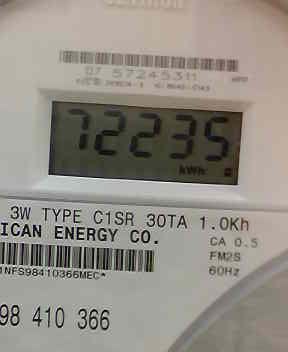 07 57245311
72235
kWh
3W TYPE C1SR 30TA 1.0Kh
ICAN ENERGY CO.
CA 0.5
FM2S
60Hz
1NFS98410366MEC*
98 410 366